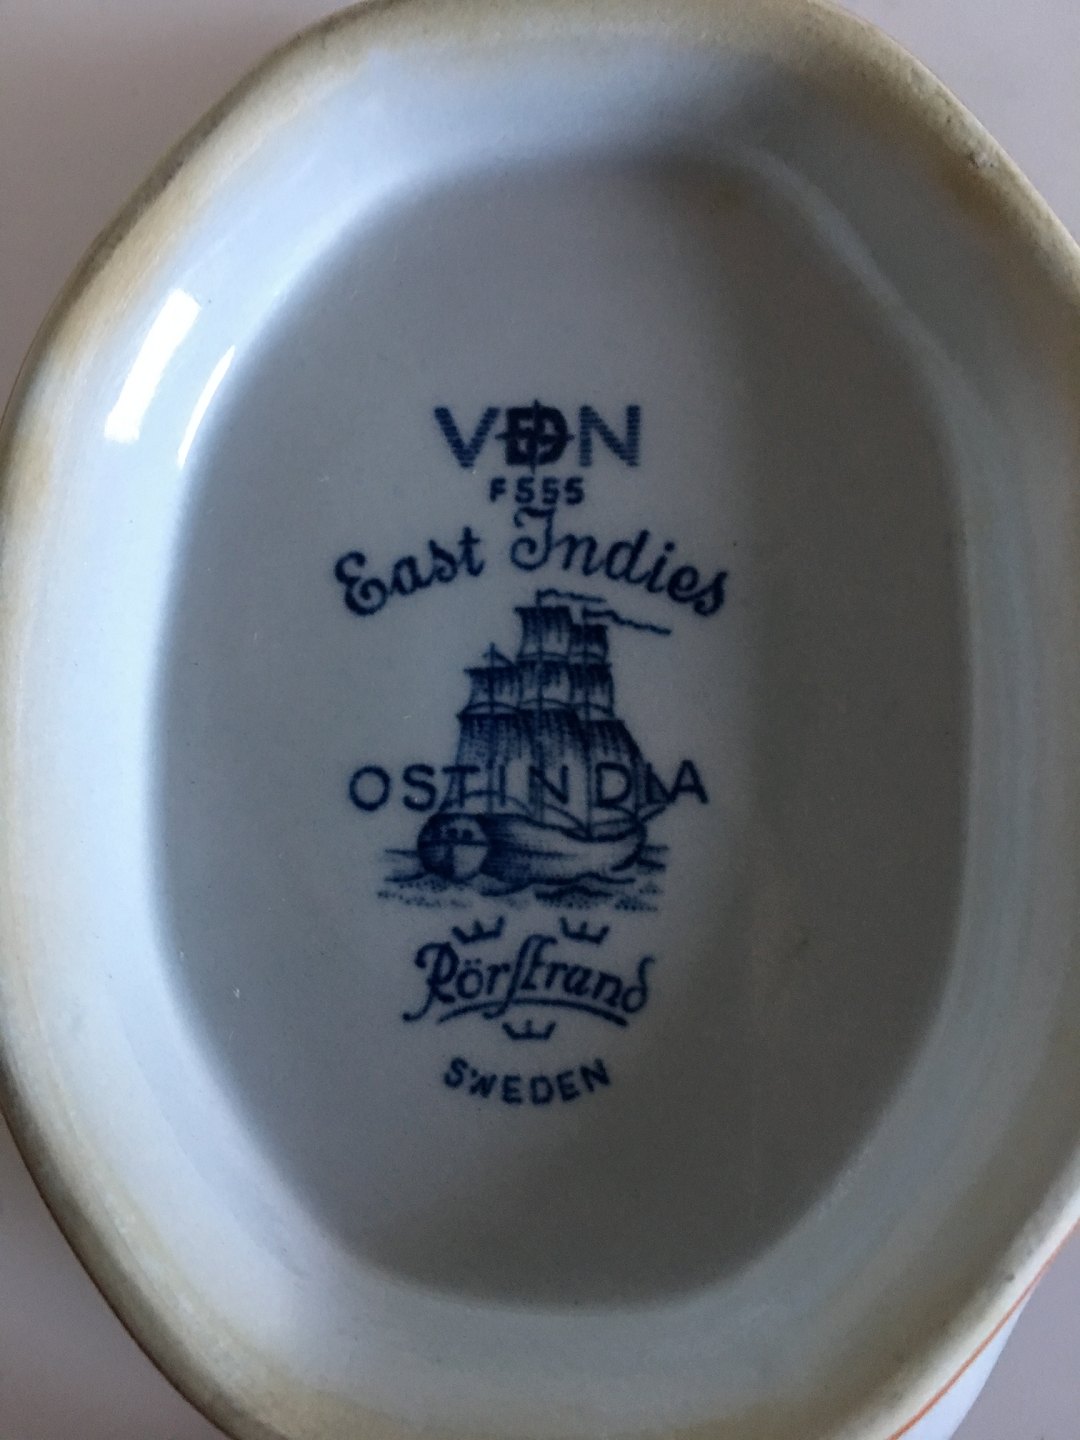 VDN
F555
East Indies
OSTINDIA
Rörstrand
SWEDEN